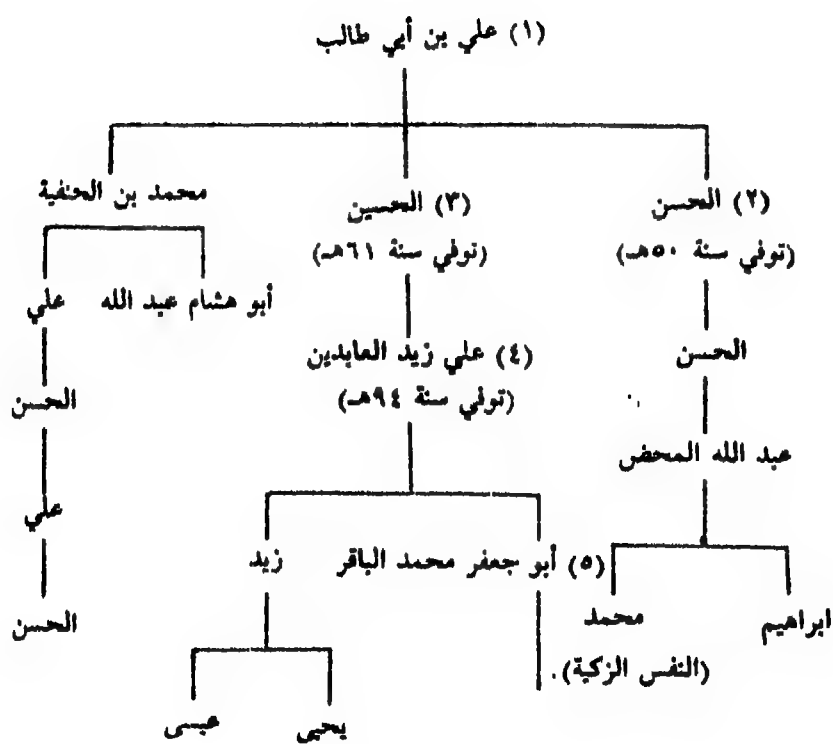 (١) علي بن أبي طالب
(٢) الحسن
(توفي سنة ٥٠هـ)
الحسن
عبد الله المحض
ابراهيم
محمد
(النفس الزكية).
(٣) الحسين
(توفي سنة ٦١هـ)
(٤) علي زيد العابدين
(توفي سنة ٩٤هـ)
(٥) أبو جعفر محمد الباقر
زيد
يحيى
عيسى
محمد بن الحنفية
أبو هشام عبد الله
علي
الحسن
علي
الحسن